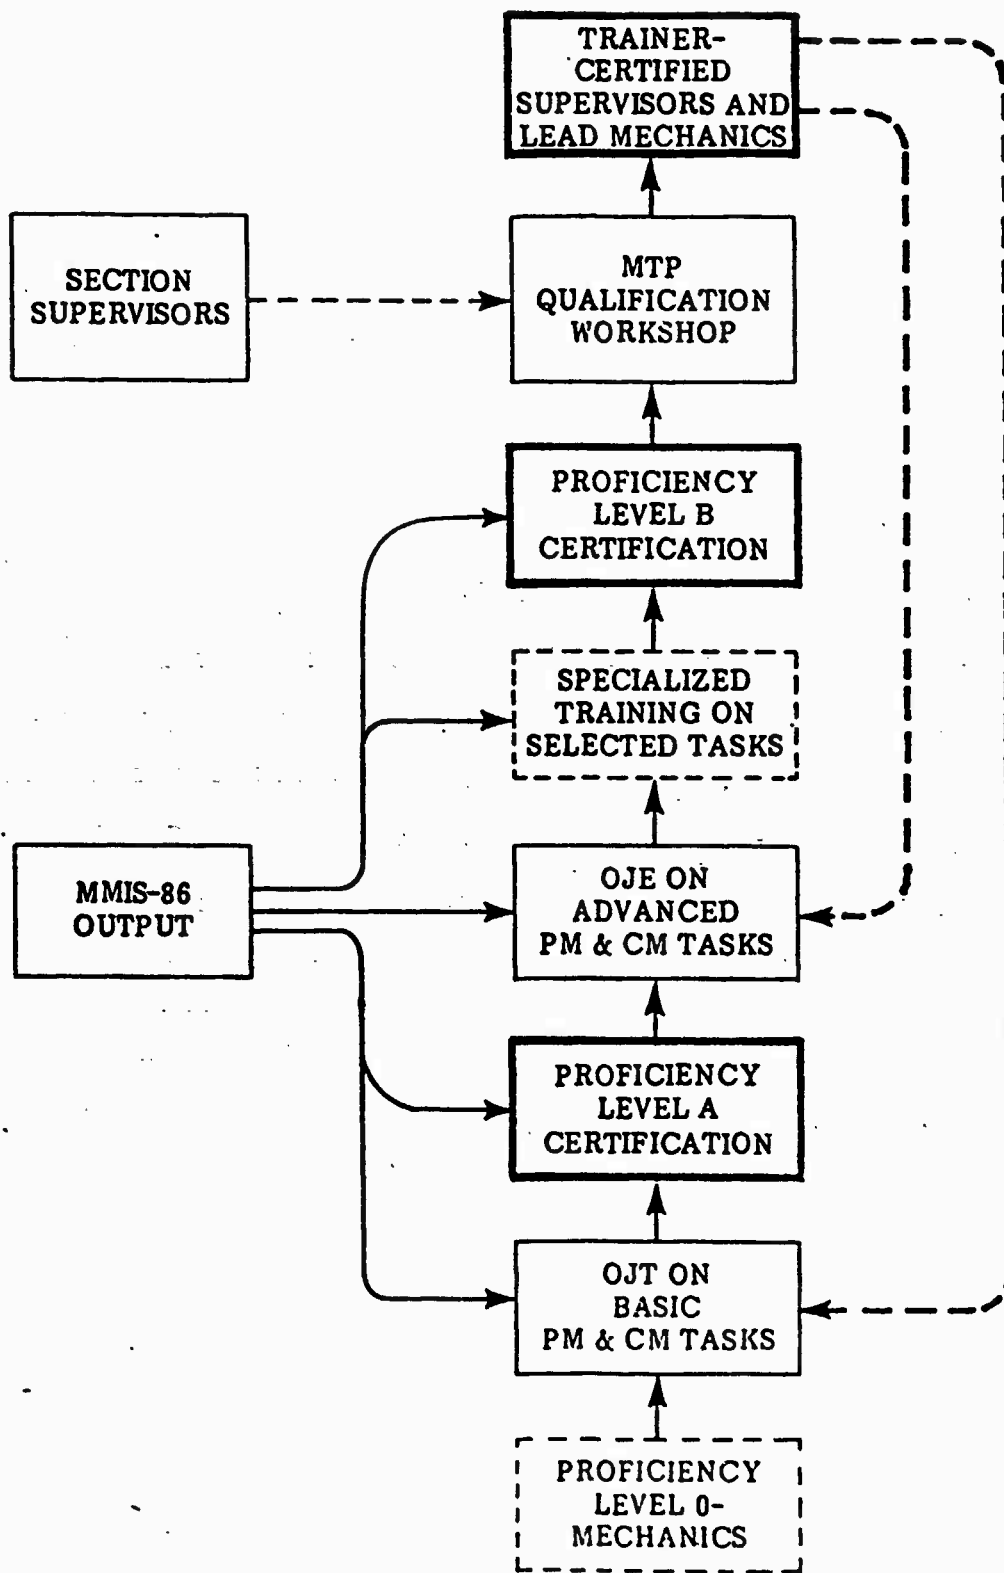 TRAINER-
CERTIFIED
SUPERVISORS AND
LEAD MECHANICS
SECTION
SUPERVISORS
MTP
QUALIFICATION
WORKSHOP
PROFICIENCY
LEVEL B
CERTIFICATION
SPECIALIZED
TRAINING ON
SELECTED TASKS
MMIS-86
OUTPUT
OJE ON
ADVANCED
PM & CM TASKS
PROFICIENCY
LEVEL A
CERTIFICATION
OJT ON
BASIC
PM & CM TASKS
PROFICIENCY
LEVEL 0-
MECHANICS